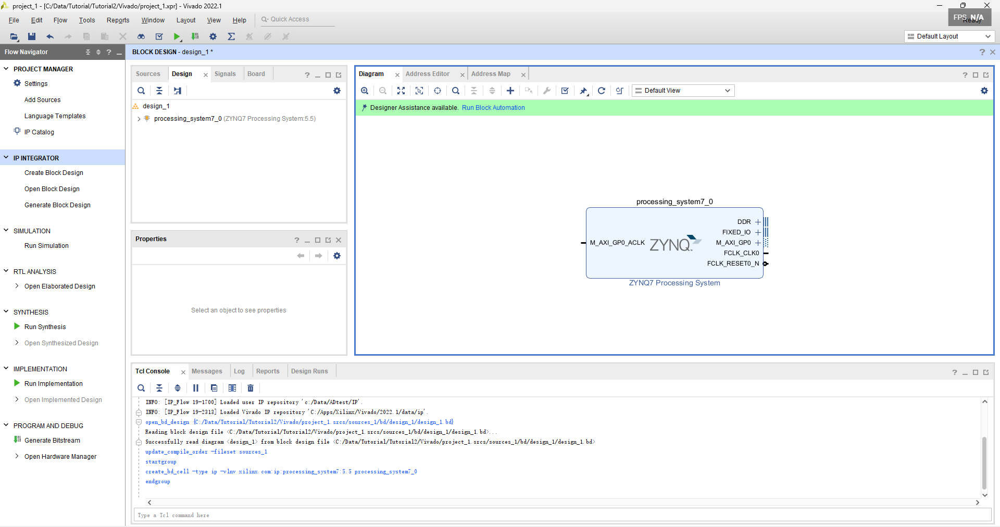 project_1 - [C:/Data/Tutorial/Tutorial2/Vivado/project_1.xpr] - Vivado 2022.1
File Edit Flow Tools Reports Window Layout View Help Quick Access
FPS N/A
Ready
Default Layout
Flow Navigator
PROJECT MANAGER
Settings
Add Sources
Language Templates
IP Catalog
IP INTEGRATOR
Create Block Design
Open Block Design
Generate Block Design
SIMULATION
Run Simulation
RTL ANALYSIS
Open Elaborated Design
SYNTHESIS
Run Synthesis
Open Synthesized Design
IMPLEMENTATION
Run Implementation
Open Implemented Design
PROGRAM AND DEBUG
Generate Bitstream
Open Hardware Manager
BLOCK DESIGN - design_1 *
Sources Design Signals Board
design_1
processing_system7_0 (ZYNQ7 Processing System:5.5)
Properties
Select an object to see properties
Diagram Address Editor Address Map
Default View
Designer Assistance available. Run Block Automation
processing_system7_0
DDR
FIXED_IO
M_AXI_GP0_ACLK ZYNQ M_AXI_GP0
FCLK_CLK0
FCLK_RESET0_N
ZYNQ7 Processing System
Tcl Console Messages Log Reports Design Runs
INFO: [IP_Flow 19-1700] Loaded user IP repository 'c:/Data/ADtest/IP'.
INFO: [IP_Flow 19-2313] Loaded Vivado IP repository 'C:/Apps/Xilinx/Vivado/2022.1/data/ip'.
open_bd_design {C:/Data/Tutorial/Tutorial2/Vivado/project_1.srcs/sources_1/bd/design_1/design_1.bd}
Reading block design file <C:/Data/Tutorial/Tutorial2/Vivado/project_1.srcs/sources_1/bd/design_1/design_1.bd>...
Successfully read diagram <design_1> from block design file <C:/Data/Tutorial/Tutorial2/Vivado/project_1.srcs/sources_1/bd/design_1/design_1.bd>
update_compile_order -fileset sources_1
startgroup
create_bd_cell -type ip -vlnv xilinx.com:ip:processing_system7:5.5 processing_system7_0
endgroup
Type a Tcl command here